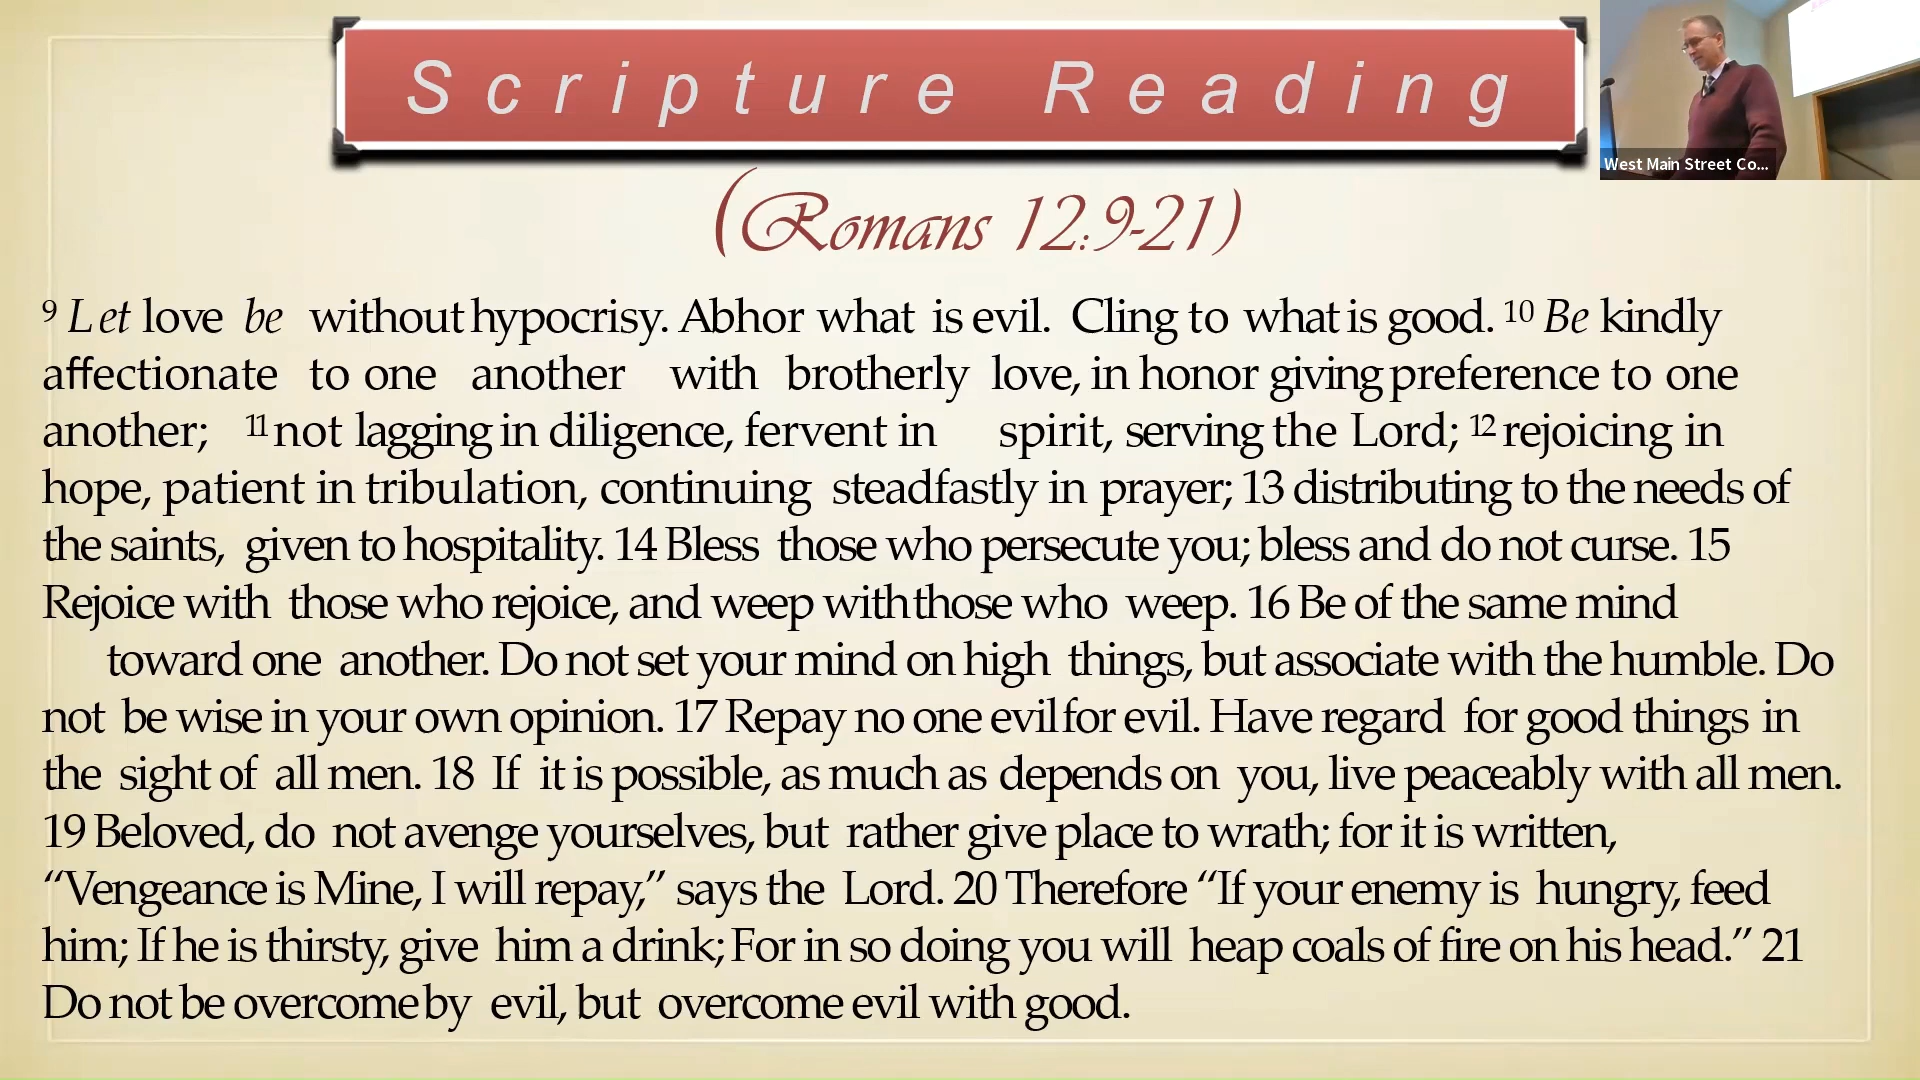 Scripture Reading
West Main Street Co...
(Romans 12:9-21)
9 Let love be without hypocrisy. Abhor what is evil. Cling to what is good. 10 Be kindly
affectionate to one another with brotherly love, in honor giving preference to one
another; 11 not lagging in diligence, fervent in spirit, serving the Lord; 12 rejoicing in
hope, patient in tribulation, continuing steadfastly in prayer; 13 distributing to the needs of
the saints, given to hospitality. 14 Bless those who persecute you; bless and do not curse. 15
Rejoice with those who rejoice, and weep with those who weep. 16 Be of the same mind
toward one another. Do not set your mind on high things, but associate with the humble. Do
not be wise in your own opinion. 17 Repay no one evil for evil. Have regard for good things in
the sight of all men. 18 If it is possible, as much as depends on you, live peaceably with all men.
19 Beloved, do not avenge yourselves, but rather give place to wrath; for it is written,
“Vengeance is Mine, I will repay,” says the Lord. 20 Therefore “If your enemy is hungry, feed
him; If he is thirsty, give him a drink; For in so doing you will heap coals of fire on his head.” 21
Do not be overcome by evil, but overcome evil with good.